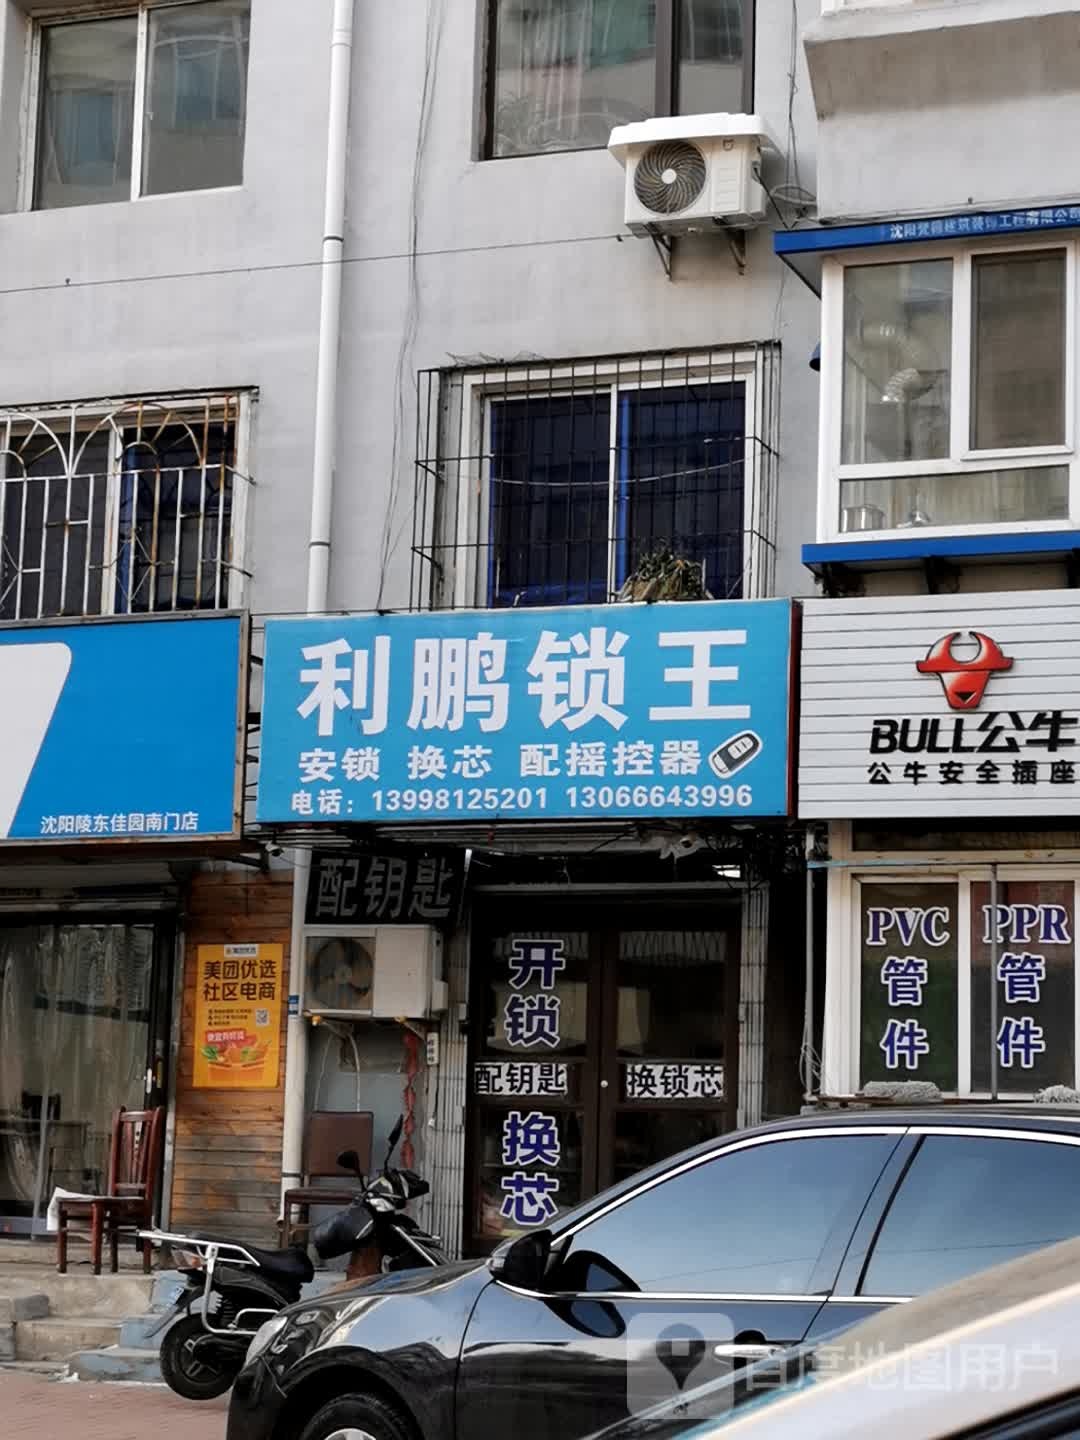 利鹏锁王
安锁 换芯 配摇控器
电话：13998125201 13066643996
沈阳陵东佳园南门店
BULL公牛
公牛安全插座
配钥匙
美团优选
社区电商
开锁
配钥匙
换锁芯
换芯
PVC
管件
PPR
管件
百度地图用户